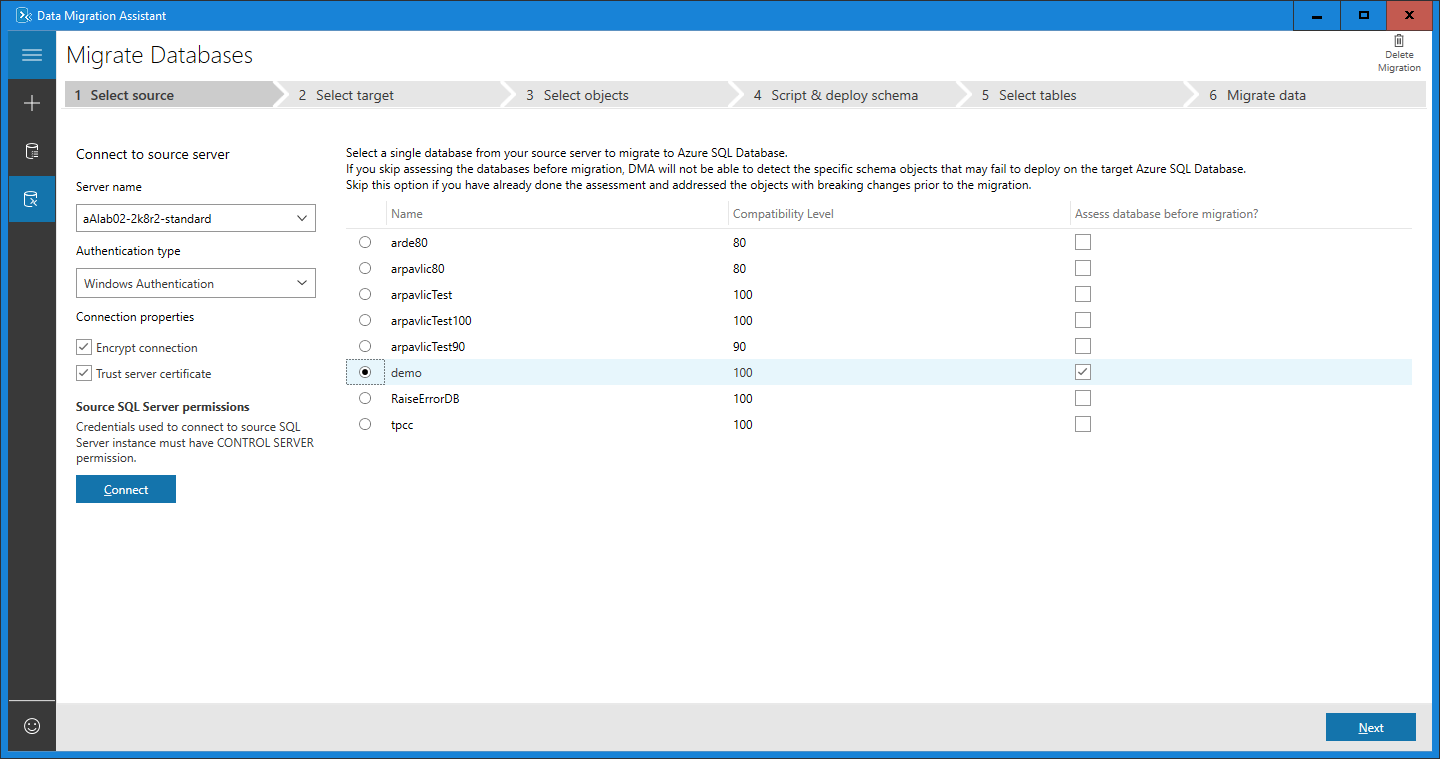 Data Migration Assistant
Migrate Databases
Delete
Migration
1 Select source
2 Select target
3 Select objects
4 Script & deploy schema
5 Select tables
6 Migrate data
Connect to source server
Server name
aAlab02-2k8r2-standard
Authentication type
Windows Authentication
Connection properties
Encrypt connection
Trust server certificate
Source SQL Server permissions
Credentials used to connect to source SQL
Server instance must have CONTROL SERVER
permission.
Connect
Select a single database from your source server to migrate to Azure SQL Database.
If you skip assessing the databases before migration, DMA will not be able to detect the specific schema objects that may fail to deploy on the target Azure SQL Database.
Skip this option if you have already done the assessment and addressed the objects with breaking changes prior to the migration.
Name Compatibility Level Assess database before migration?
arde80 80
arpavlic80 80
arpavlicTest 100
arpavlicTest100 100
arpavlicTest90 90
demo 100
RaiseErrorDB 100
tpcc 100
Next